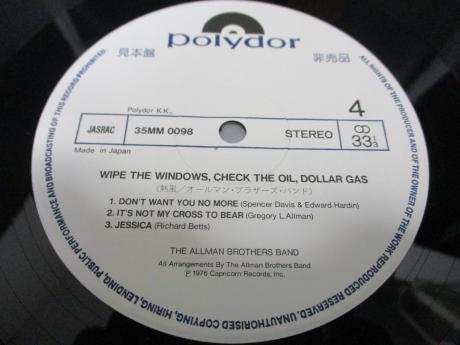 polydor
見本盤
非売品
Polydor K.K.
4
JASRAC
35MM 0098
STEREO
33⅓
Made in Japan
WIPE THE WINDOWS, CHECK THE OIL, DOLLAR GAS
(熱風/オールマン・ブラザーズ・バンド)
1. DON'T WANT YOU NO MORE (Spencer Davis & Edward Hardin)
2. IT'S NOT MY CROSS TO BEAR (Gregory L.Allman)
3. JESSICA (Richard Betts)
THE ALLMAN BROTHERS BAND
All Arrangements By The Allman Brothers Band
Ⓟ 1976 Capricorn Records, Inc.
ALL RIGHTS OF THE PRODUCER AND OF THE OWNER OF THE WORK REPRODUCED RESERVED. UNAUTHORISED COPYING, HIRING, LENDING, PUBLIC PERFORMANCE AND BROADCASTING OF THIS RECORD PROHIBITED.